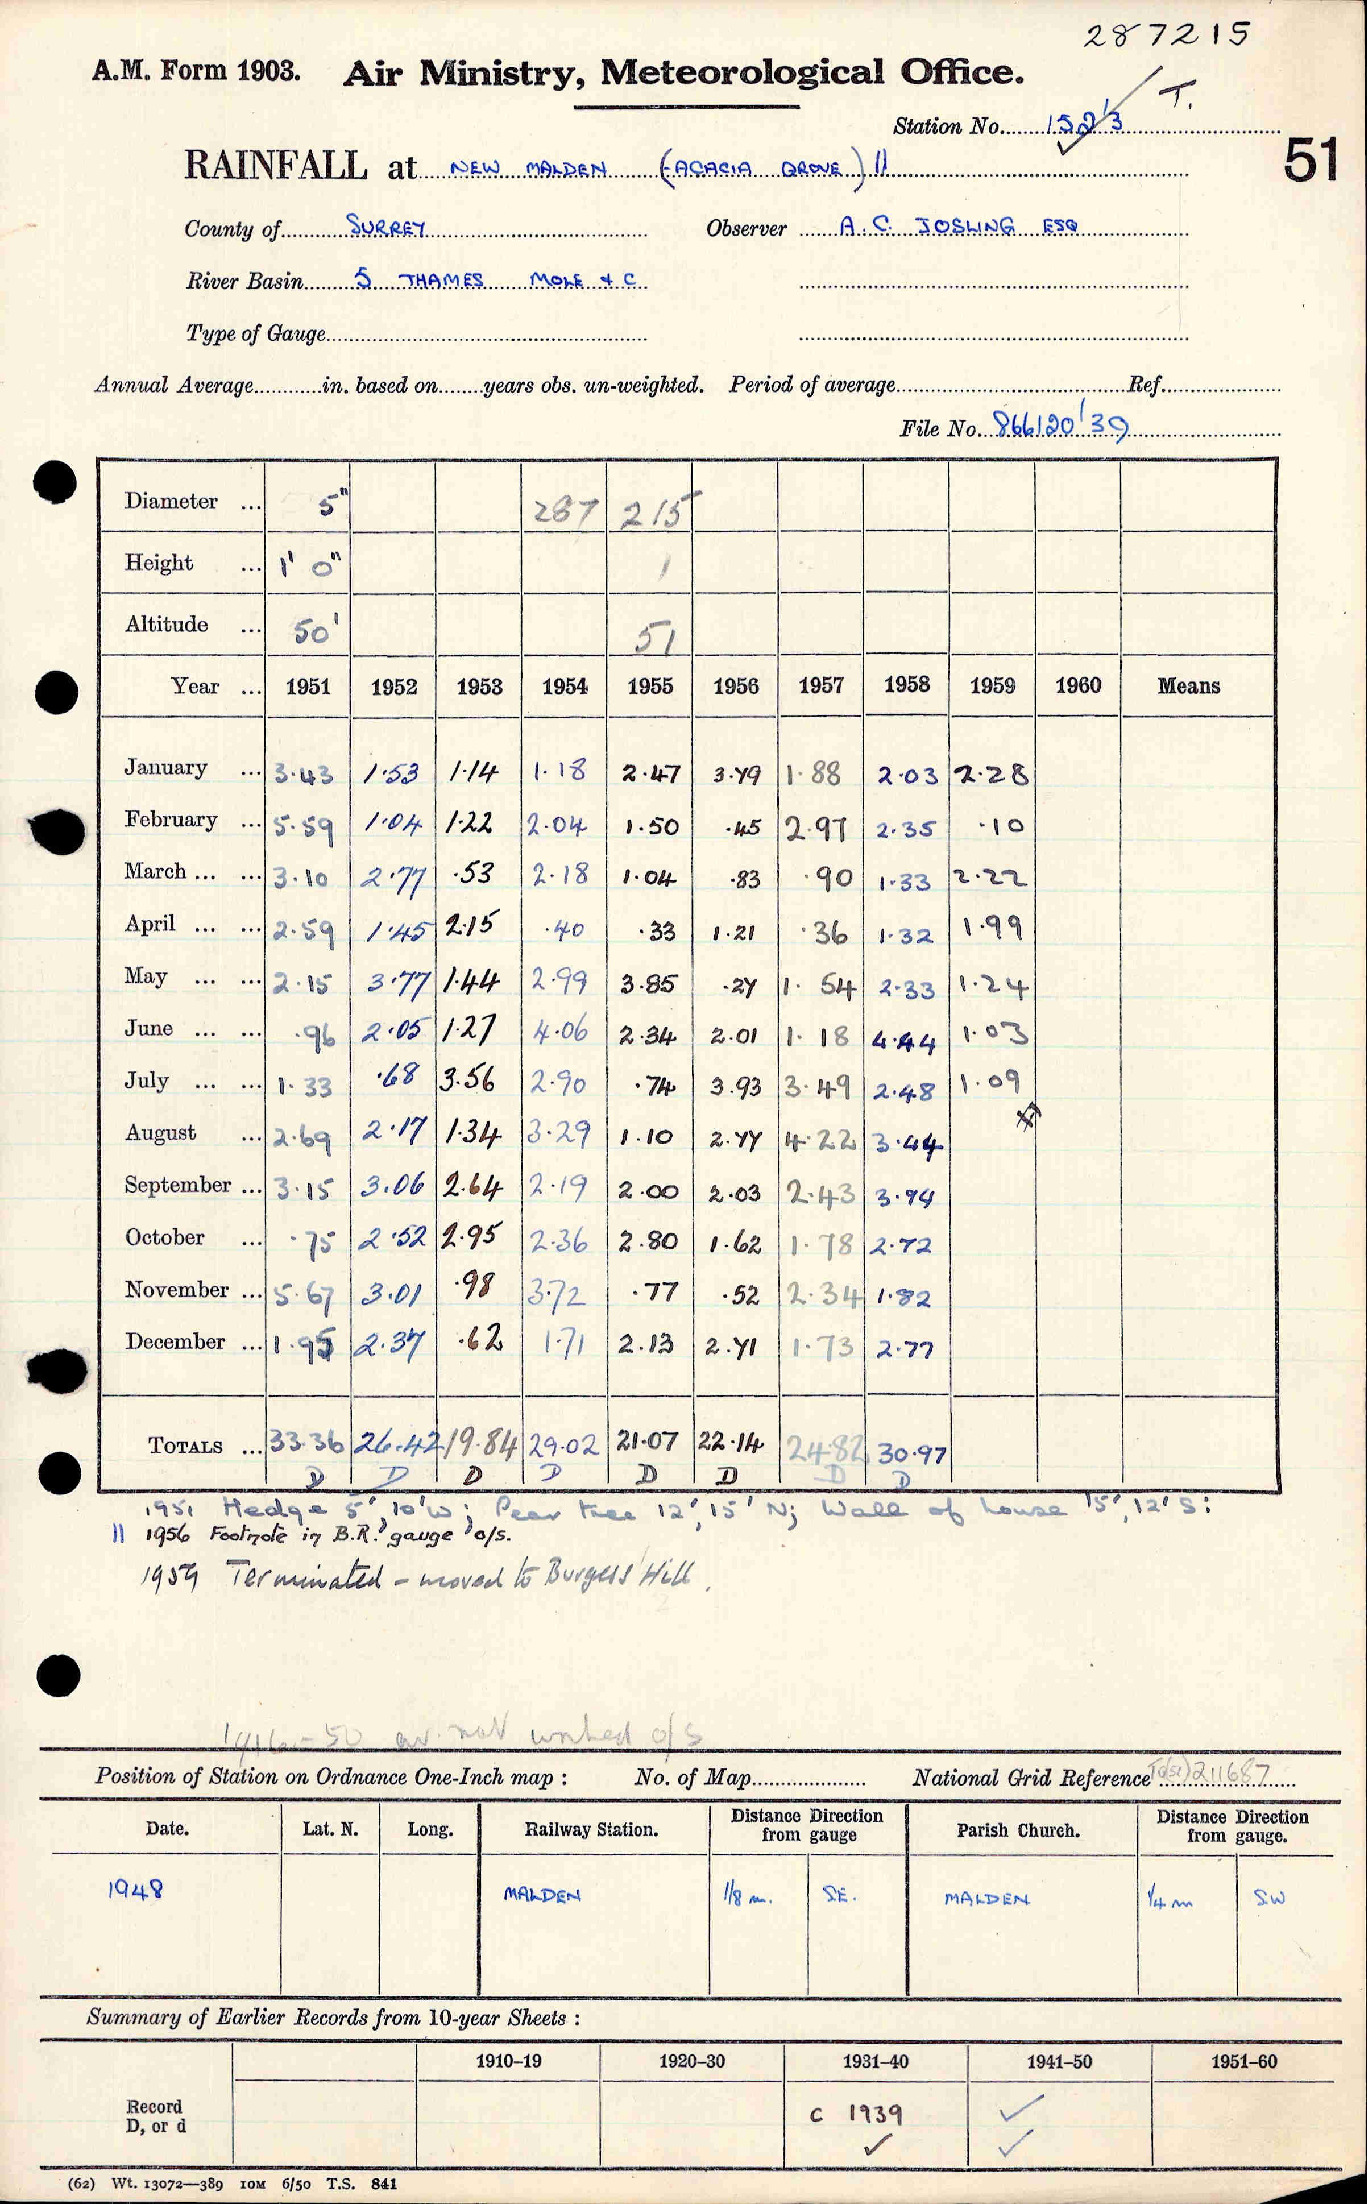 287215
A.M. Form 1903. Air Ministry, Meteorological Office.
T.
Station No. 1523
51
RAINFALL at NEW MALDEN (ACACIA GROVE) ||
County of SURREY Observer A. C. JOSLING ESQ
River Basin 5 THAMES MOLE & C
Type of Gauge
Annual Average in. based on years obs. un-weighted. Period of average Ref.
File No. 866120/39
Diameter ... 5" 287 215
Height ... 1' 0" 1
Altitude ... 50' 51
Year ... 1951 1952 1953 1954 1955 1956 1957 1958 1959 1960 Means
January ... 3.43 1.53 1.14 1.18 2.47 3.79 1.88 2.03 2.28
February ... 5.59 1.04 1.22 2.04 1.50 .45 2.97 2.35 .10
March ... ... 3.10 2.77 .53 2.18 1.04 .83 .90 1.33 2.22
April ... ... 2.59 1.45 2.15 .40 .33 1.21 .36 1.32 1.99
May ... ... 2.15 3.77 1.44 2.99 3.85 .27 1.54 2.33 1.24
June ... ... .96 2.05 1.27 4.06 2.34 2.01 1.18 4.44 1.03
July ... ... 1.33 .68 3.56 2.90 .74 3.93 3.49 2.48 1.09
August ... 2.69 2.17 1.34 3.29 1.10 2.77 4.22 3.44
September ... 3.15 3.06 2.64 2.19 2.00 2.03 2.43 3.94
October ... .75 2.52 2.95 2.36 2.80 1.62 1.78 2.72
November ... 5.67 3.01 .98 3.72 .77 .52 2.34 1.82
December ... 1.95 2.37 .62 1.71 2.13 2.71 1.73 2.77
TOTALS ... 33.36 26.42 19.84 29.02 21.07 22.14 24.82 30.97
D D D D D D D D
1951 Hedge 5', 10' W; Pear tree 12', 15' N; Wall of house 15', 12' S:
|| 1956 Footnote in B.R. "gauge o/s.
1959 Terminated - moved to Burgess Hill.
1916-50 av. not worked o/s
Position of Station on Ordnance One-Inch map : No. of Map National Grid Reference 211687
Date. Lat. N. Long. Railway Station. Distance Direction from gauge Parish Church. Distance Direction from gauge.
1948 MALDEN 1/8 m. S.E. MALDEN 1/4 m S.W
Summary of Earlier Records from 10-year Sheets :
1910–19 1920–30 1931–40 1941–50 1951–60
Record D, or d C 1939 ✓
✓ ✓
(62) Wt. 13072—389 10M 6/50 T.S. 841